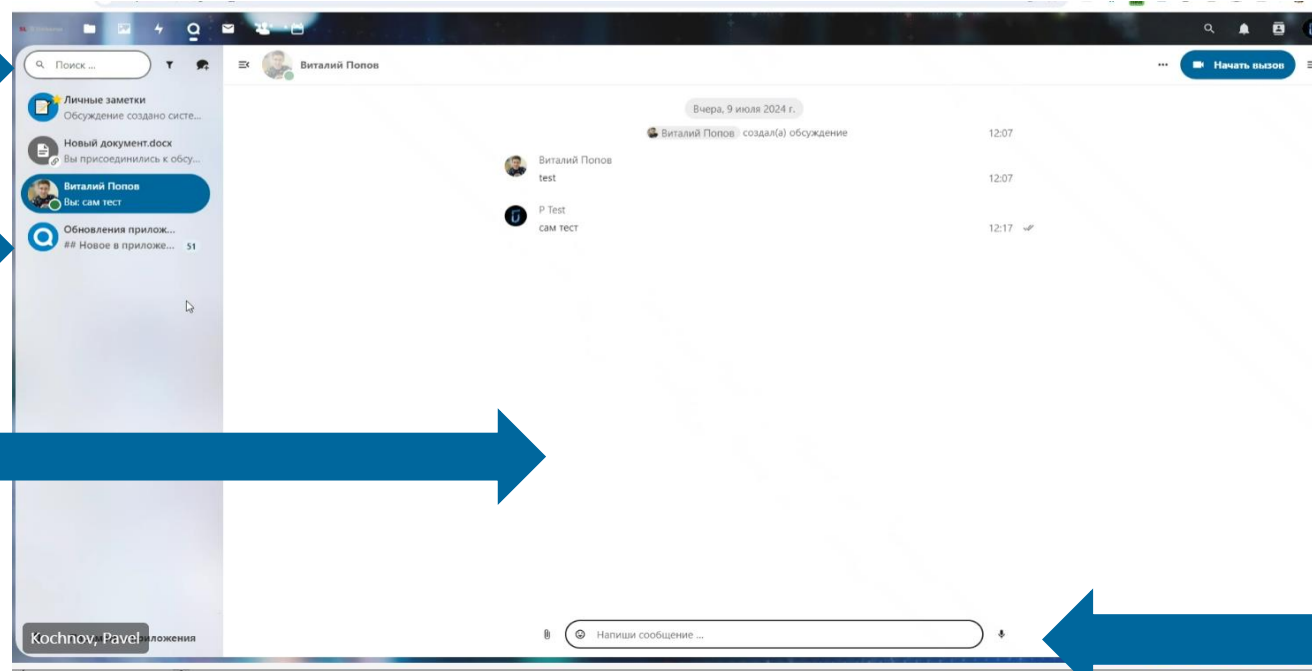 Поиск ...
Виталий Попов
Начать вызов
Личные заметки
Обсуждение создано систе...
Новый документ.docx
Вы присоединились к обсу...
Виталий Попов
Вы: сам тест
Обновления прилож...
## Новое в приложе... 51
Вчера, 9 июля 2024 г.
Виталий Попов создал(а) обсуждение 12:07
Виталий Попов
test 12:07
P Test
сам тест 12:17
Напиши сообщение ...
Kochnov, Pavel